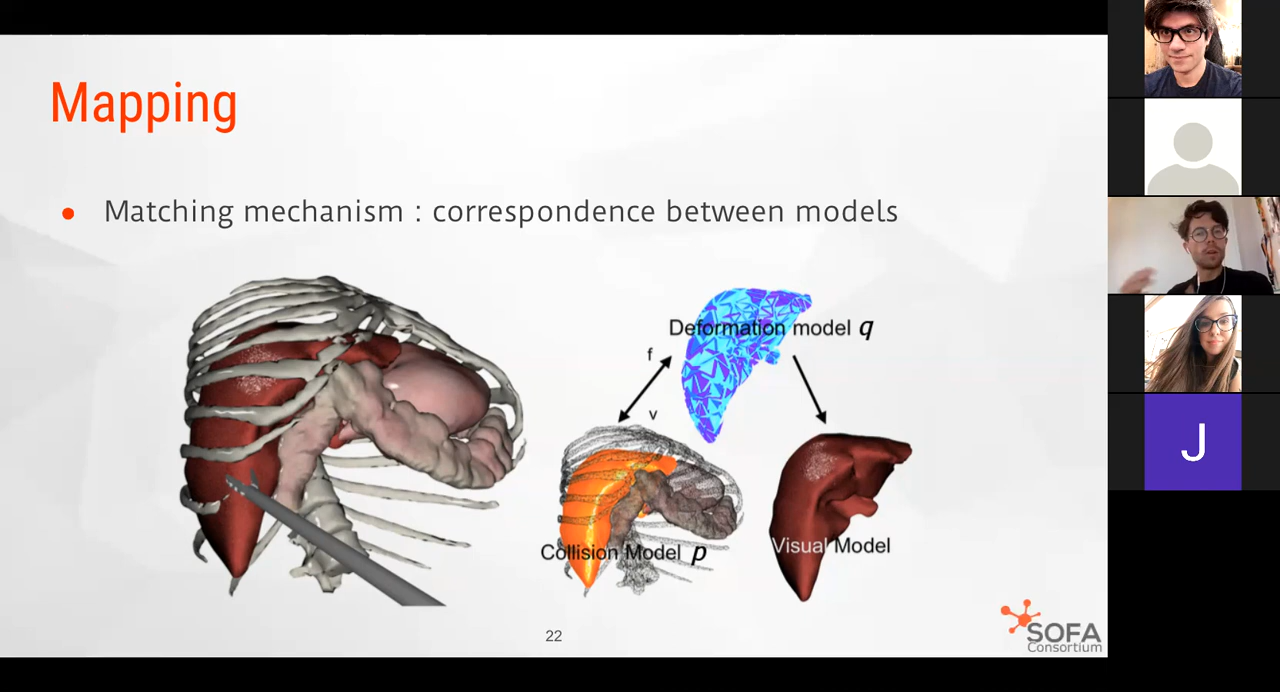 Mapping
• Matching mechanism : correspondence between models
Deformation model q
f
v
Collision Model p
Visual Model
22
SOFA
Consortium
J